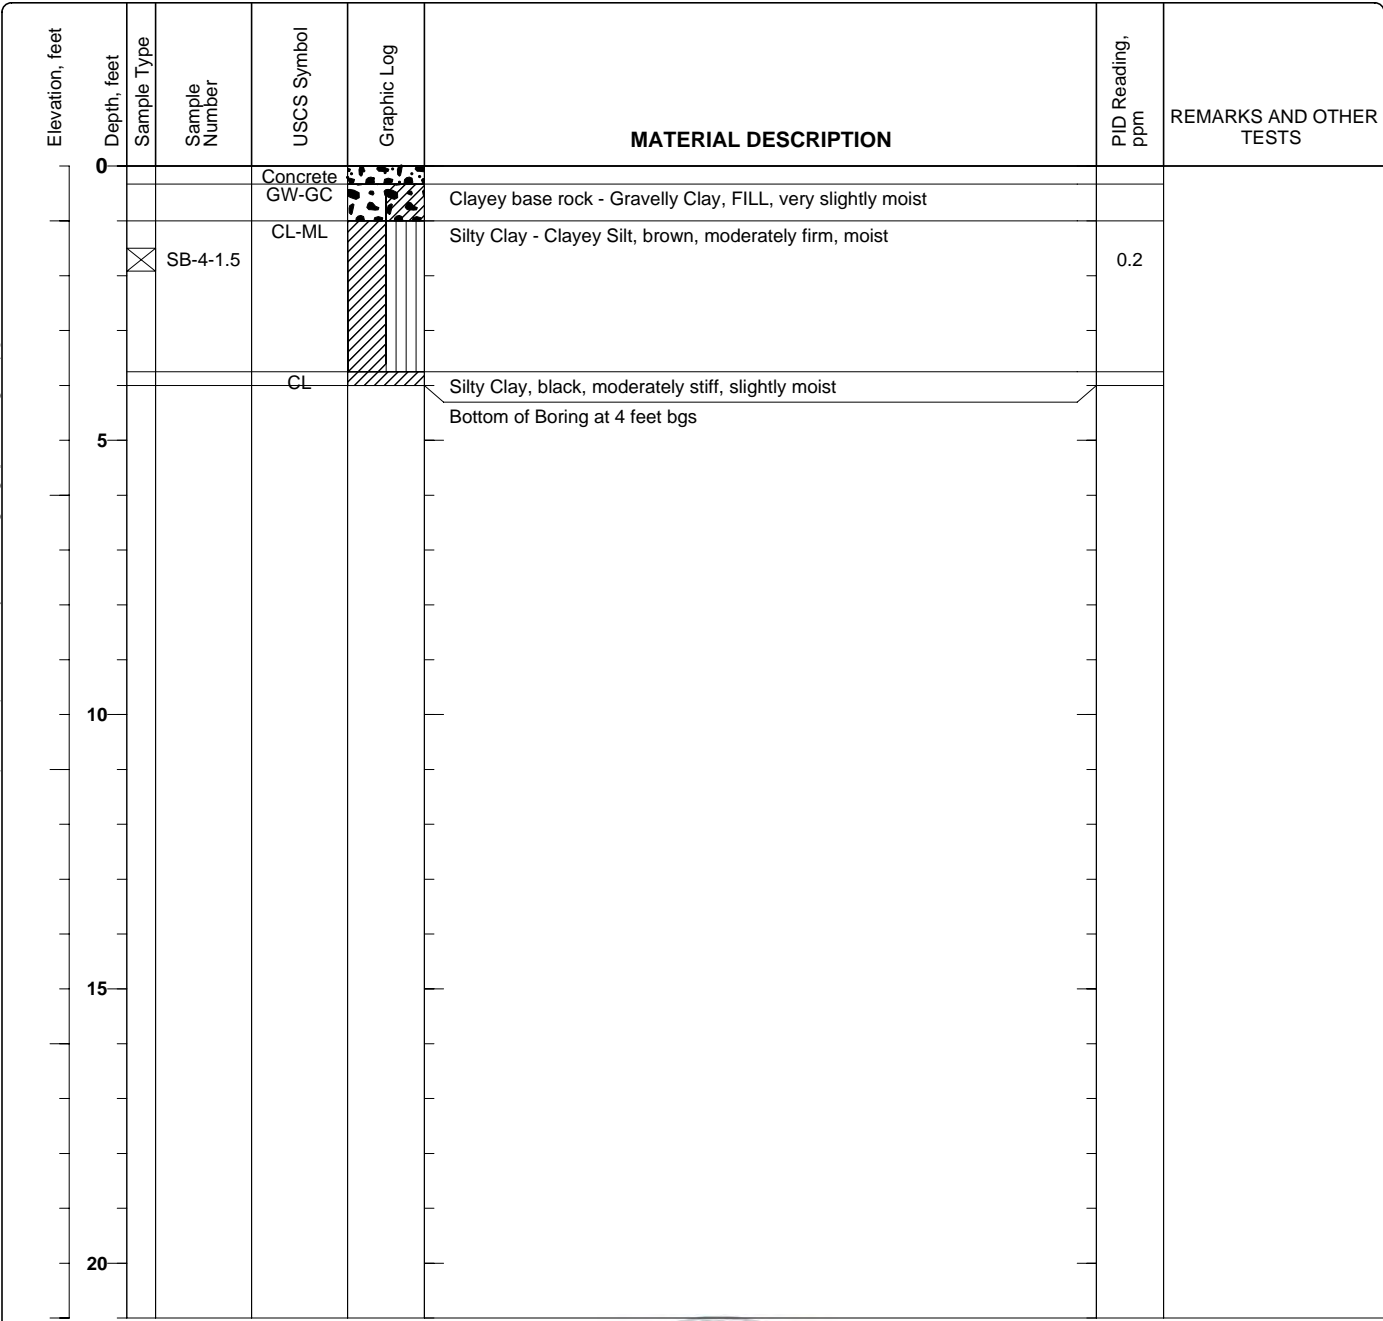 Elevation, feet
Depth, feet
Sample Type
Sample
Number
USCS Symbol
Graphic Log
MATERIAL DESCRIPTION
PID Reading,
ppm
REMARKS AND OTHER
TESTS
0
Concrete
GW-GC
Clayey base rock - Gravelly Clay, FILL, very slightly moist
CL-ML
Silty Clay - Clayey Silt, brown, moderately firm, moist
SB-4-1.5
0.2
CL
Silty Clay, black, moderately stiff, slightly moist
Bottom of Boring at 4 feet bgs
5
10
15
20